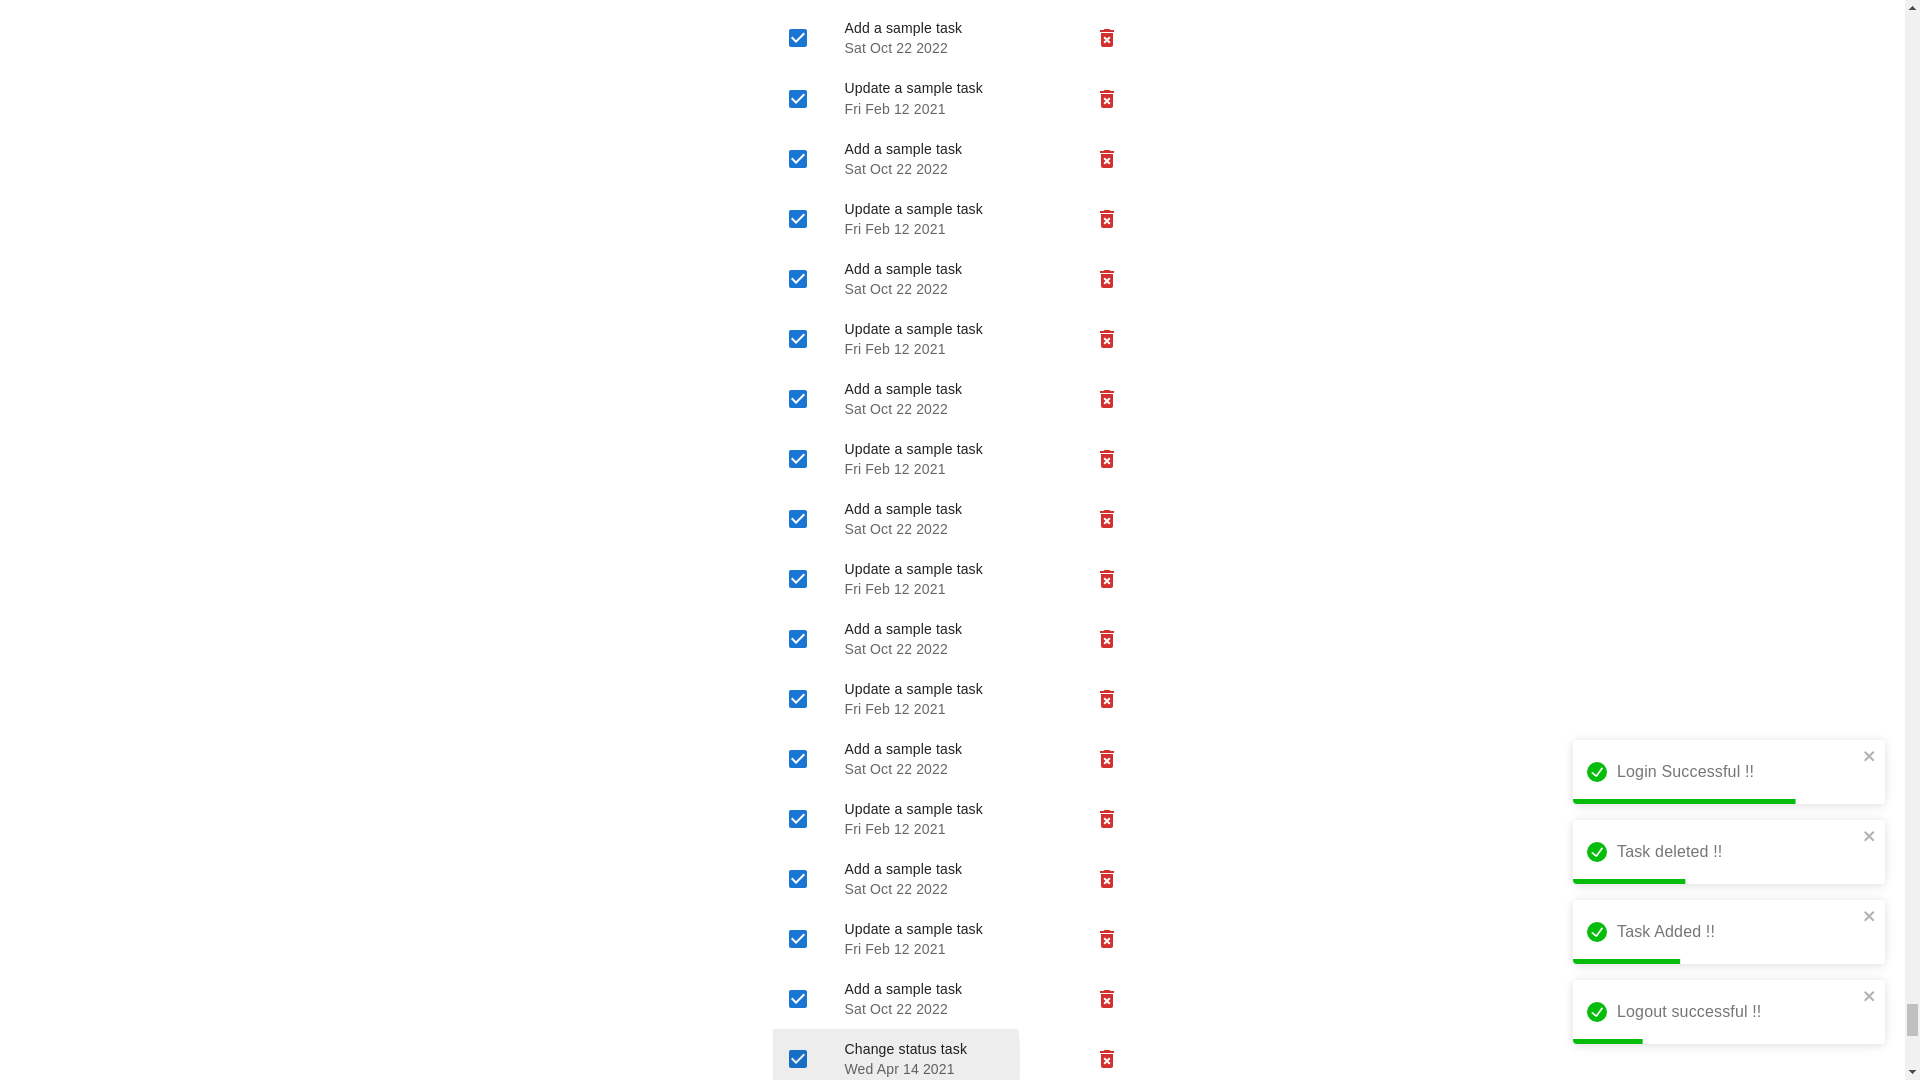 Add a sample task
Sat Oct 22 2022
Update a sample task
Fri Feb 12 2021
Add a sample task
Sat Oct 22 2022
Update a sample task
Fri Feb 12 2021
Add a sample task
Sat Oct 22 2022
Update a sample task
Fri Feb 12 2021
Add a sample task
Sat Oct 22 2022
Update a sample task
Fri Feb 12 2021
Add a sample task
Sat Oct 22 2022
Update a sample task
Fri Feb 12 2021
Add a sample task
Sat Oct 22 2022
Update a sample task
Fri Feb 12 2021
Add a sample task
Sat Oct 22 2022
Update a sample task
Fri Feb 12 2021
Add a sample task
Sat Oct 22 2022
Update a sample task
Fri Feb 12 2021
Add a sample task
Sat Oct 22 2022
Change status task
Wed Apr 14 2021
Login Successful !!
Task deleted !!
Task Added !!
Logout successful !!